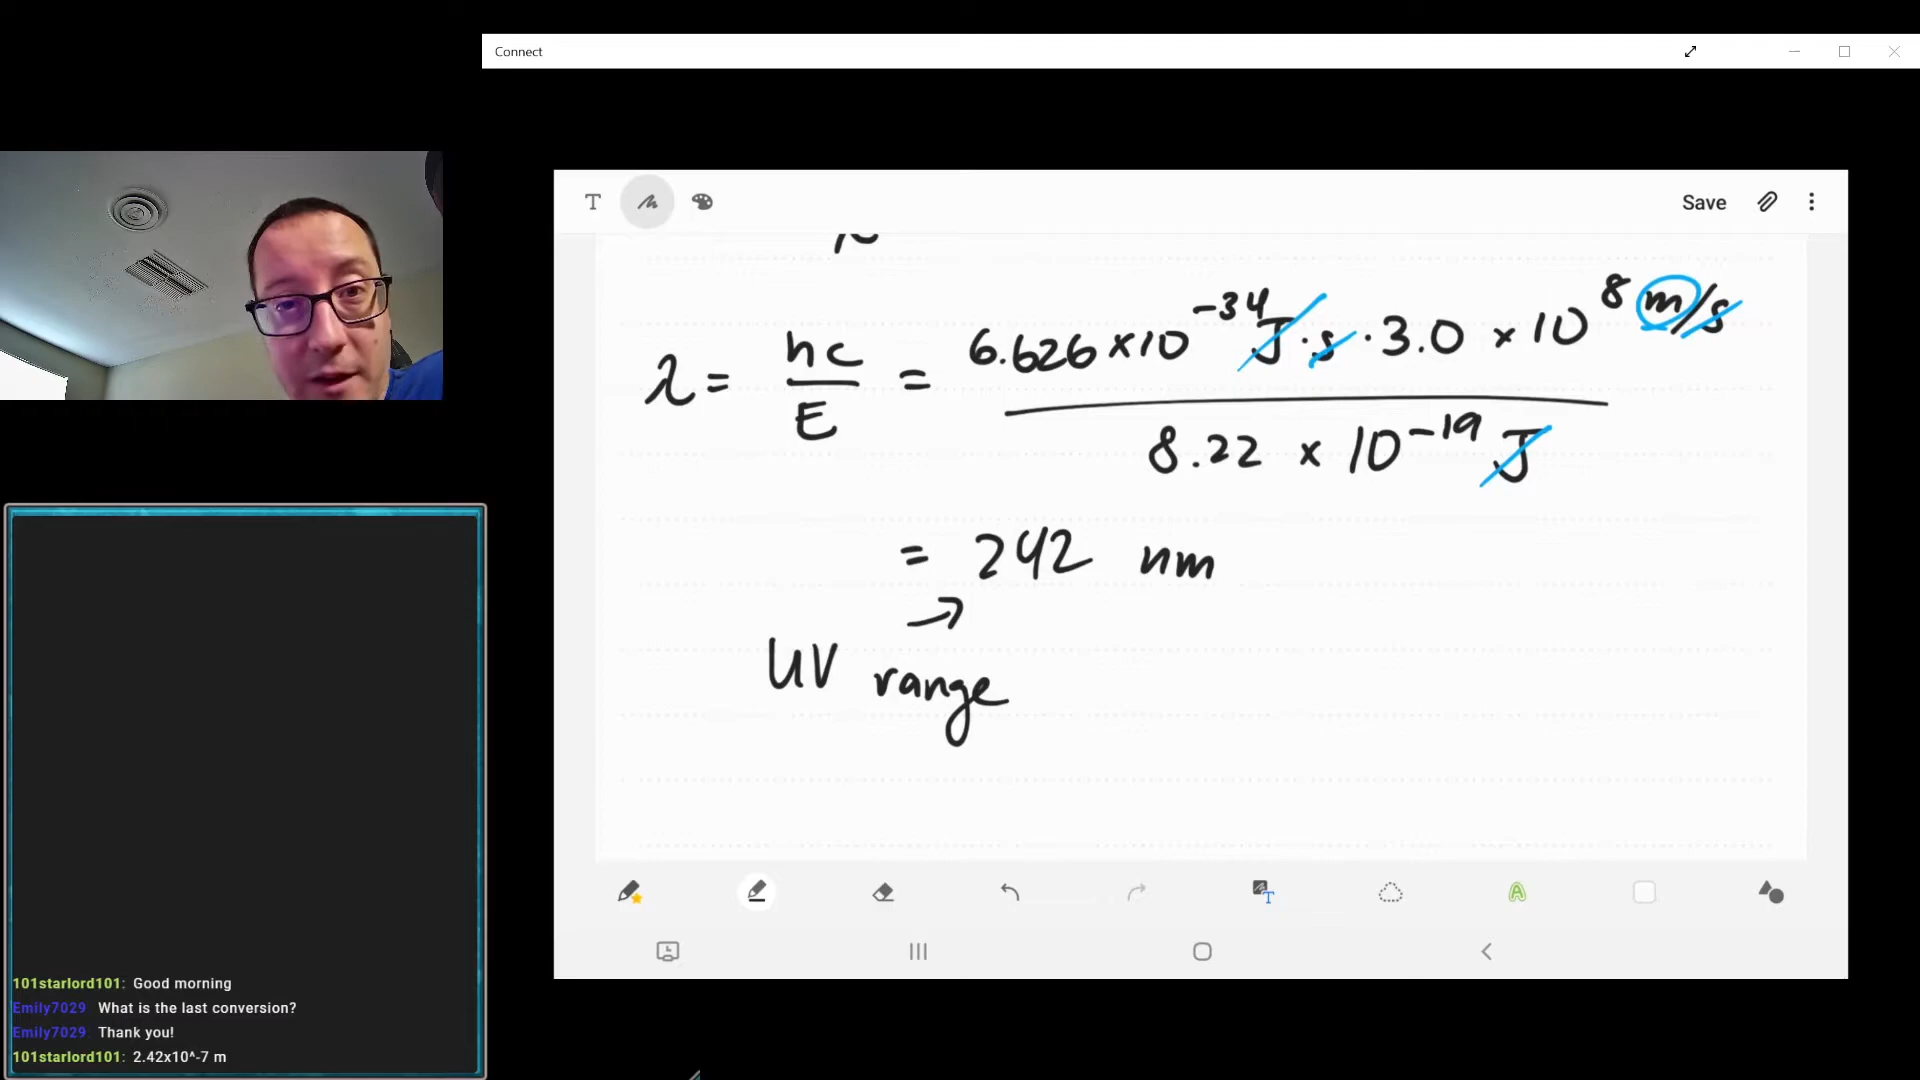 Connect
T
Save
λ = hc/E = 6.626 × 10^-34 J · s · 3.0 × 10^8 m/s
8.22 × 10^-19 J
= 242 nm
→
UV range
T
A
101starlord101: Good morning
Emily7029 What is the last conversion?
Emily7029 Thank you!
101starlord101: 2.42x10^-7 m